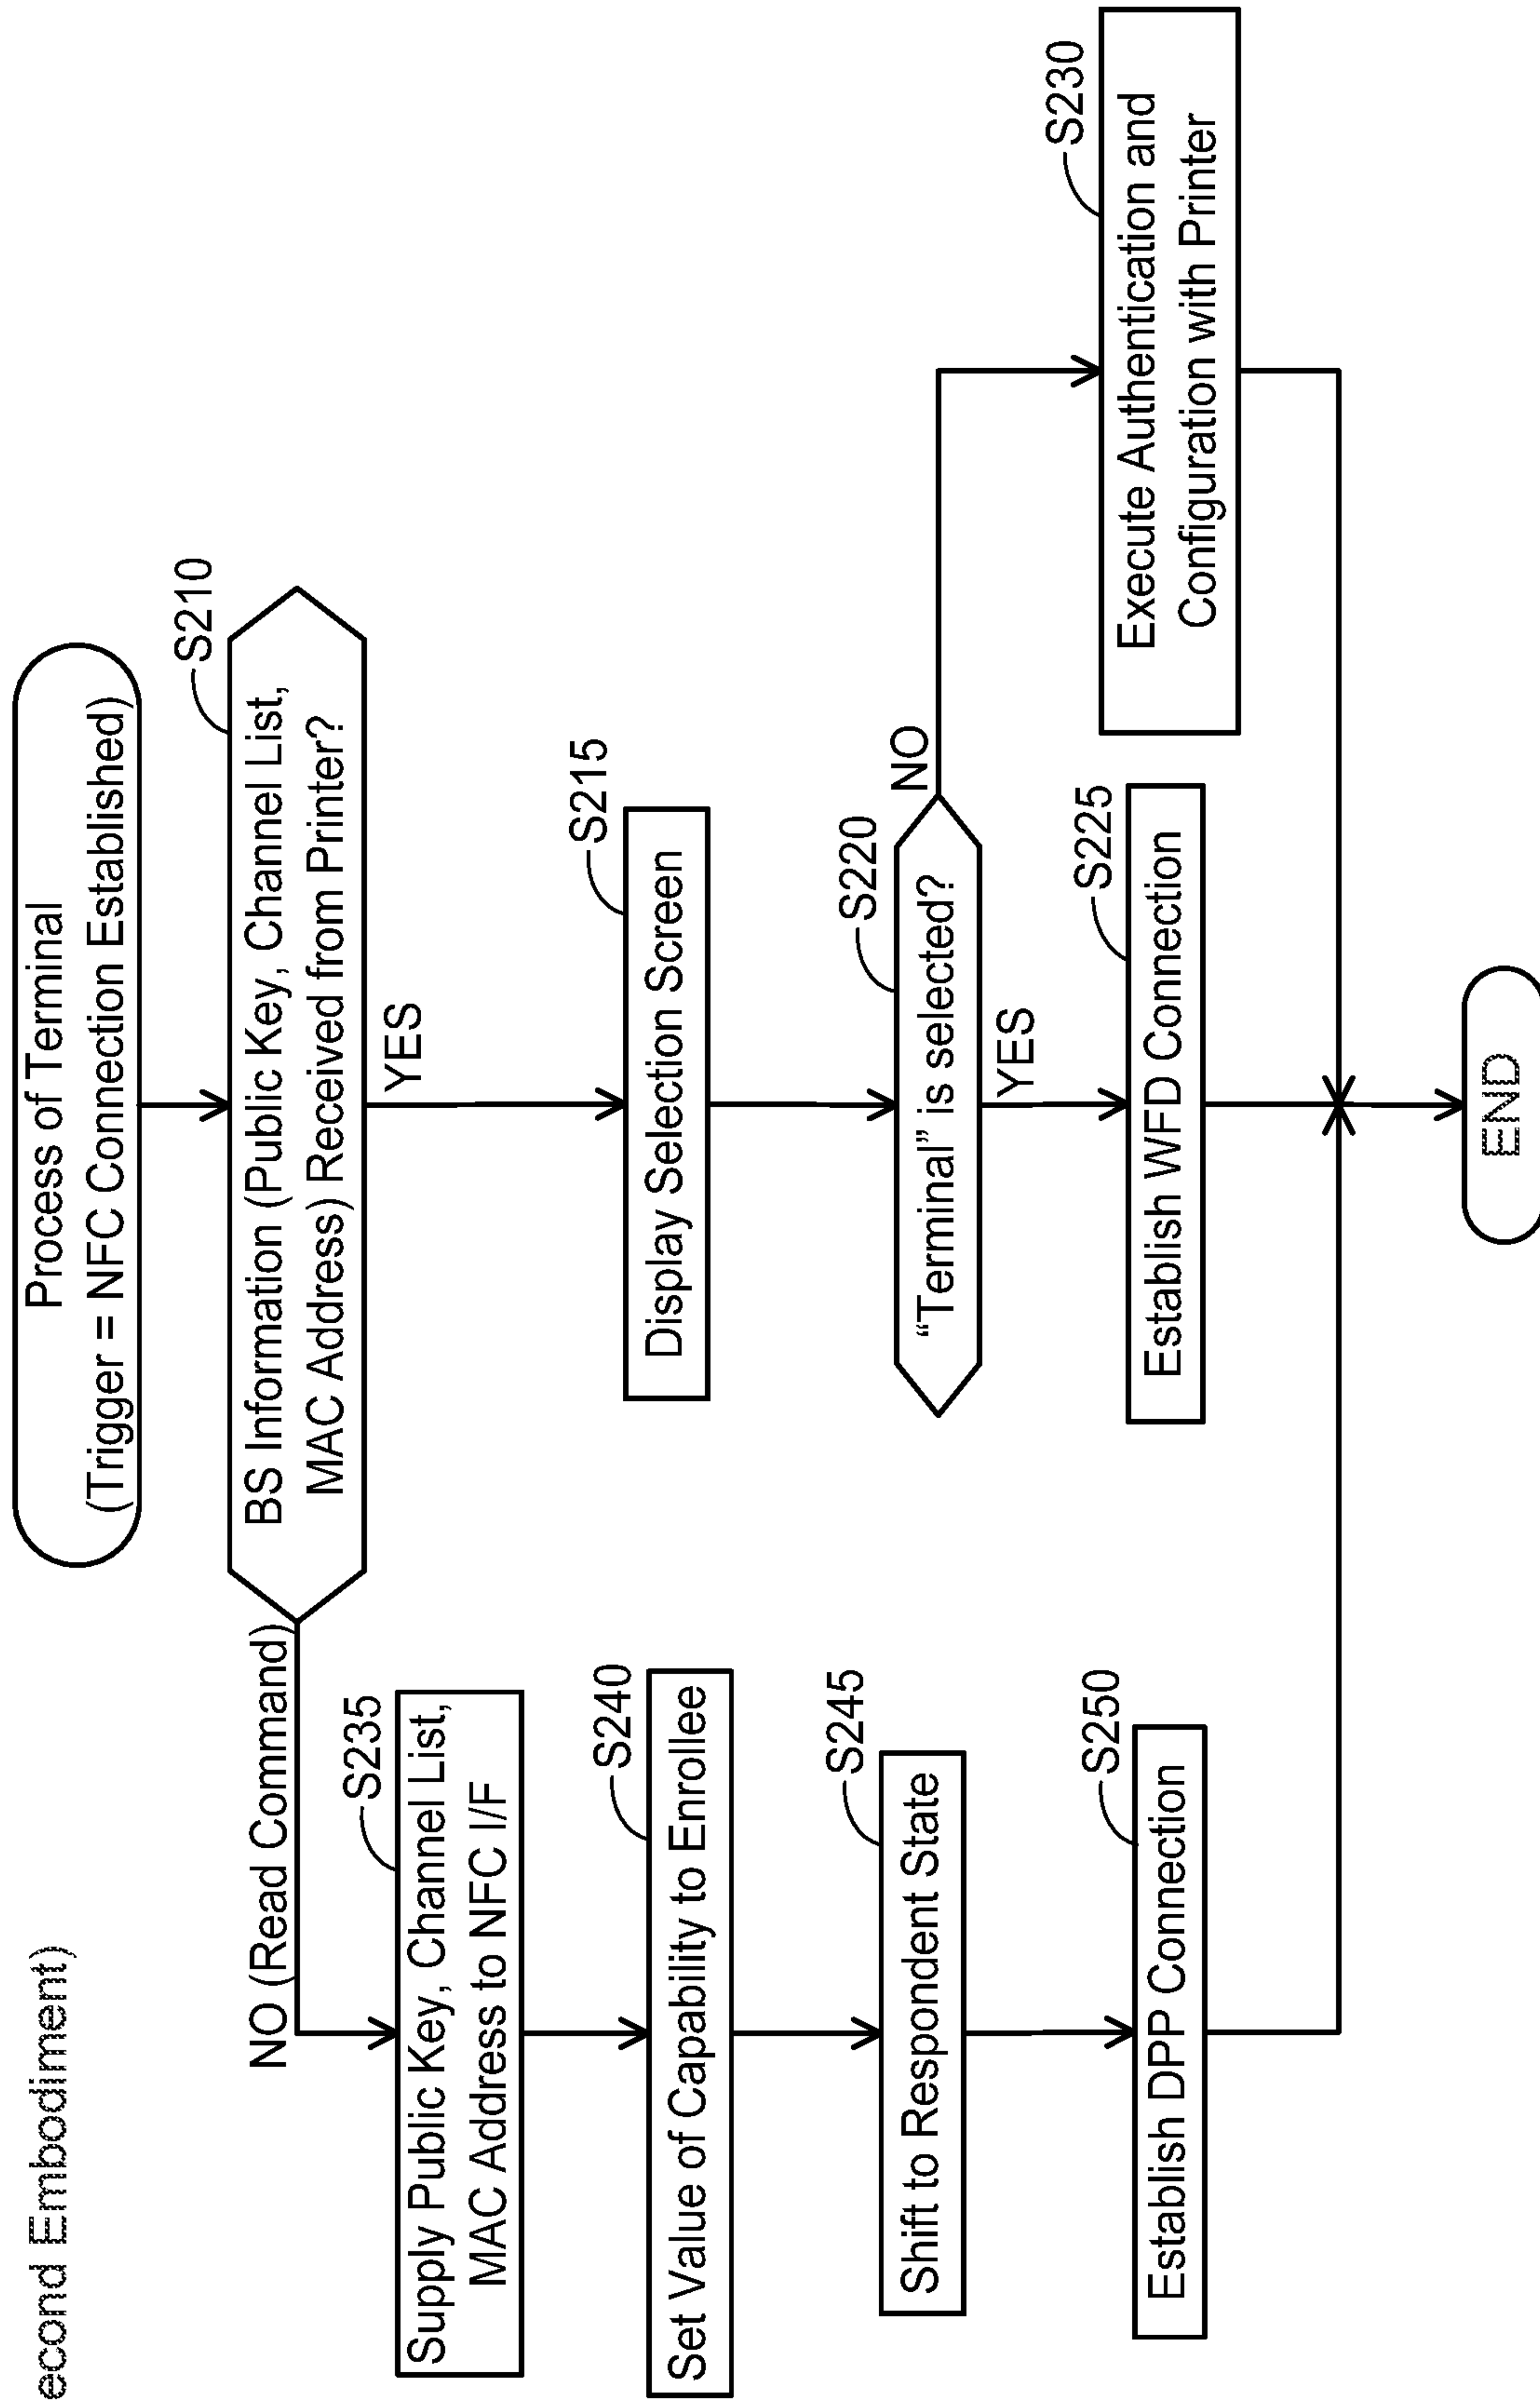 econd Embodiment)
Process of Terminal
(Trigger = NFC Connection Established)
S210
BS Information (Public Key, Channel List,
MAC Address) Received from Printer?
NO (Read Command)
YES
S235
Supply Public Key, Channel List,
MAC Address to NFC I/F
S215
Display Selection Screen
S240
Set Value of Capability to Enrollee
S220
“Terminal” is selected?
NO
YES
S245
Shift to Respondent State
S225
Establish WFD Connection
S230
Execute Authentication and
Configuration with Printer
S250
Establish DPP Connection
END